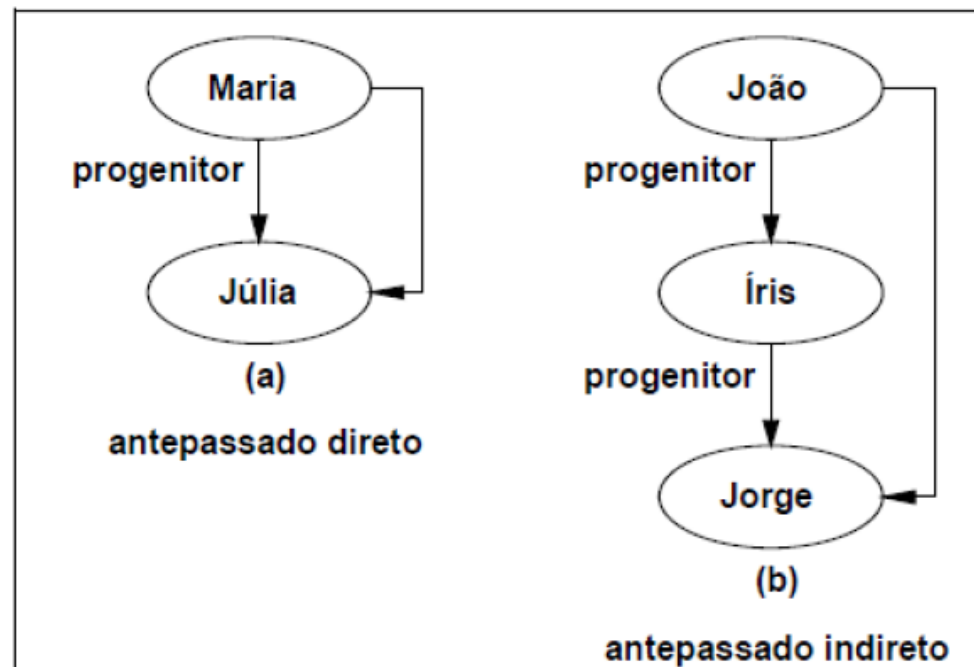 Maria
progenitor
Júlia
(a)
antepassado direto
João
progenitor
Íris
progenitor
Jorge
(b)
antepassado indireto